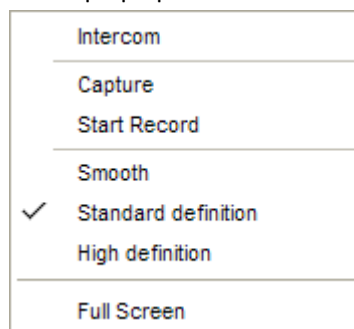 Intercom
Capture
Start Record
Smooth
Standard definition
High definition
Full Screen